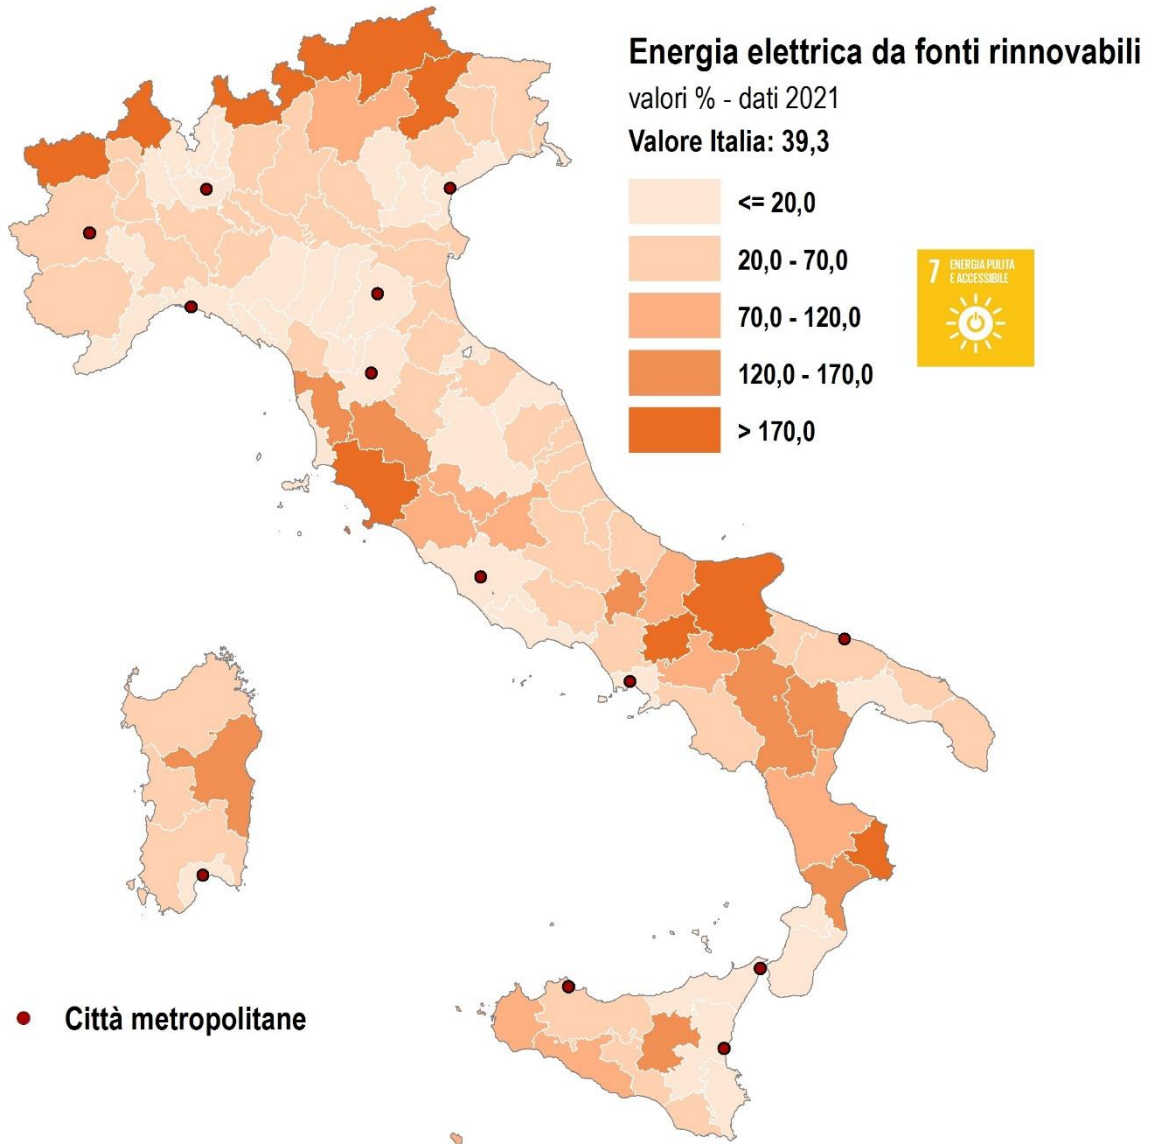 Energia elettrica da fonti rinnovabili
valori % - dati 2021
Valore Italia: 39,3
<= 20,0
20,0 - 70,0
70,0 - 120,0
120,0 - 170,0
> 170,0
7 ENERGIA PULITA
E ACCESSIBILE
Città metropolitane